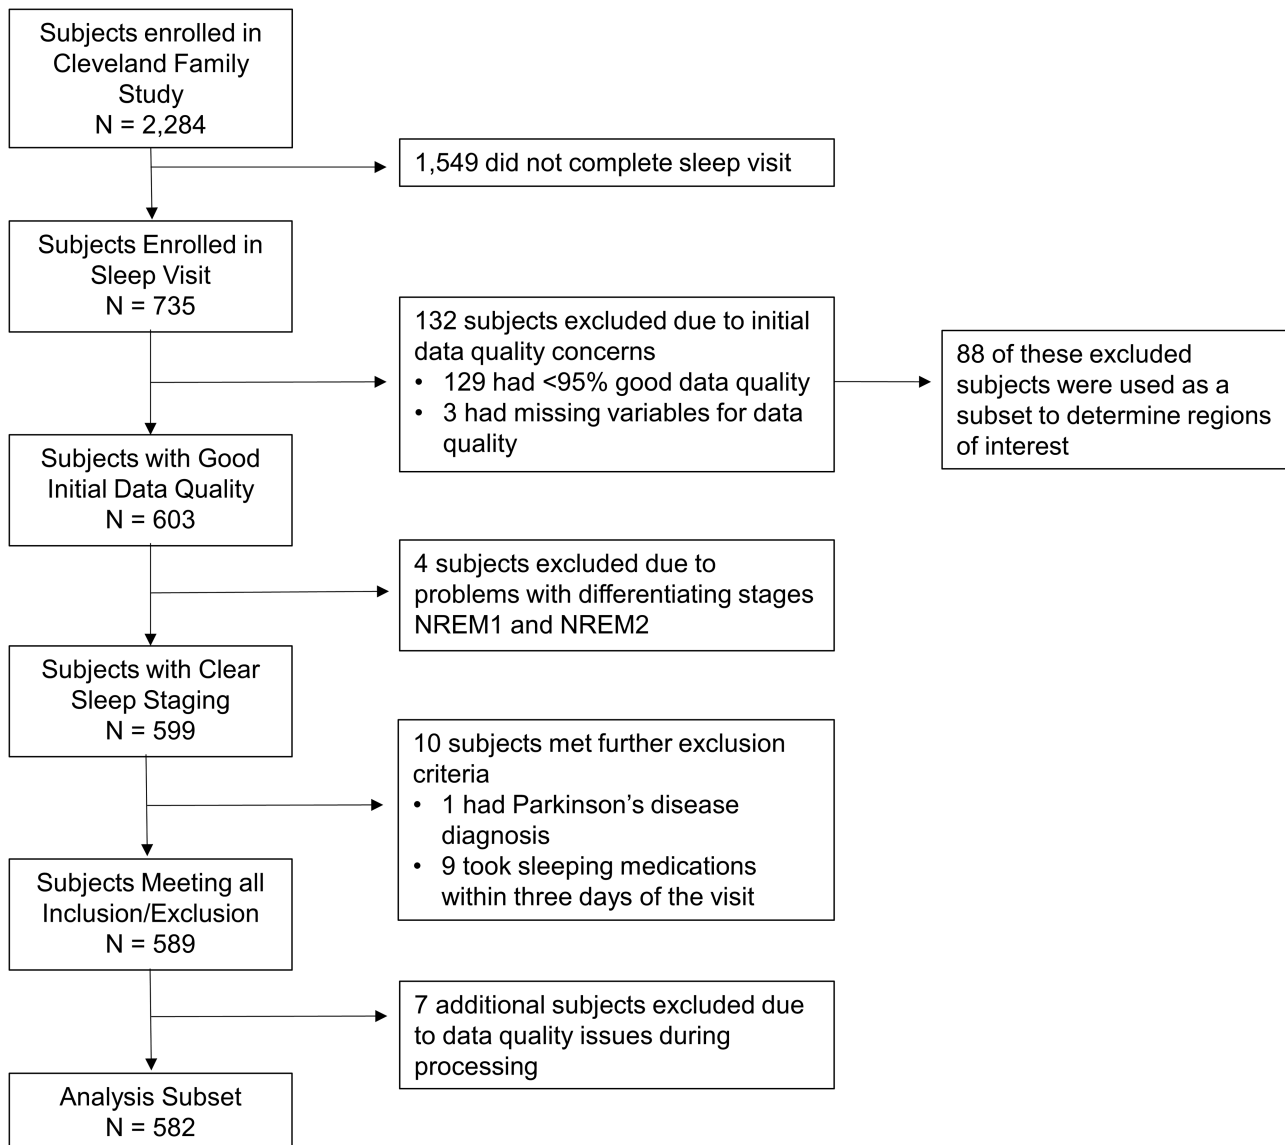 Subjects enrolled in
Cleveland Family
Study
N = 2,284
1,549 did not complete sleep visit
Subjects Enrolled in
Sleep Visit
N = 735
132 subjects excluded due to initial
data quality concerns
• 129 had <95% good data quality
• 3 had missing variables for data
quality
88 of these excluded
subjects were used as a
subset to determine regions
of interest
Subjects with Good
Initial Data Quality
N = 603
4 subjects excluded due to
problems with differentiating stages
NREM1 and NREM2
Subjects with Clear
Sleep Staging
N = 599
10 subjects met further exclusion
criteria
• 1 had Parkinson’s disease
diagnosis
• 9 took sleeping medications
within three days of the visit
Subjects Meeting all
Inclusion/Exclusion
N = 589
7 additional subjects excluded due
to data quality issues during
processing
Analysis Subset
N = 582